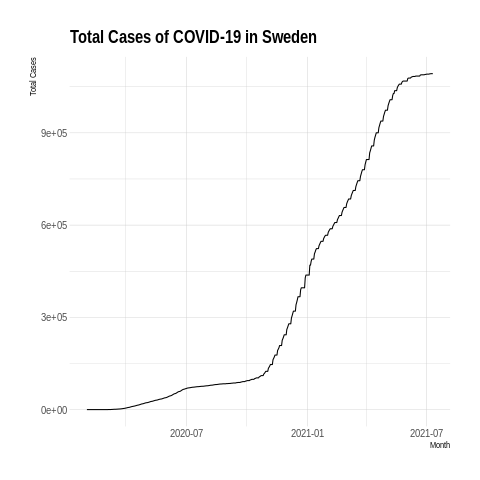 Total Cases of COVID-19 in Sweden
Total Cases
9e+05
6e+05
3e+05
0e+00
2020-07 2021-01 2021-07
Month